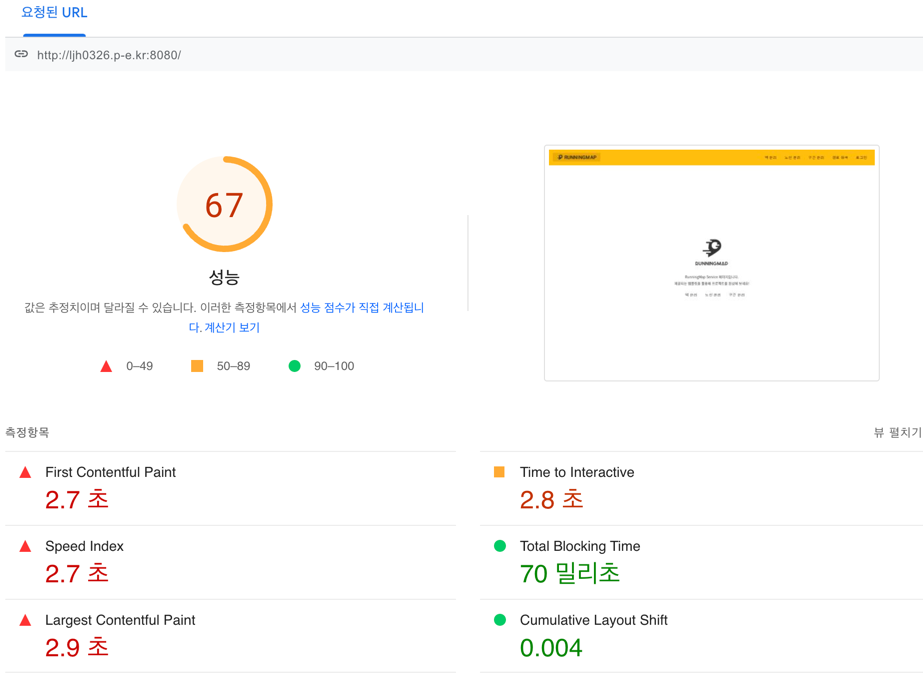 요청된 URL
http://ljh0326.p-e.kr:8080/
RUNNINGMAP
67
성능
값은 추정치이며 달라질 수 있습니다. 이러한 측정항목에서 성능 점수가 직접 계산됩니
다. 계산기 보기
0–49
50–89
90–100
RUNNINGMAP
측정항목
뷰 펼치기
First Contentful Paint
2.7 초
Time to Interactive
2.8 초
Speed Index
2.7 초
Total Blocking Time
70 밀리초
Largest Contentful Paint
2.9 초
Cumulative Layout Shift
0.004